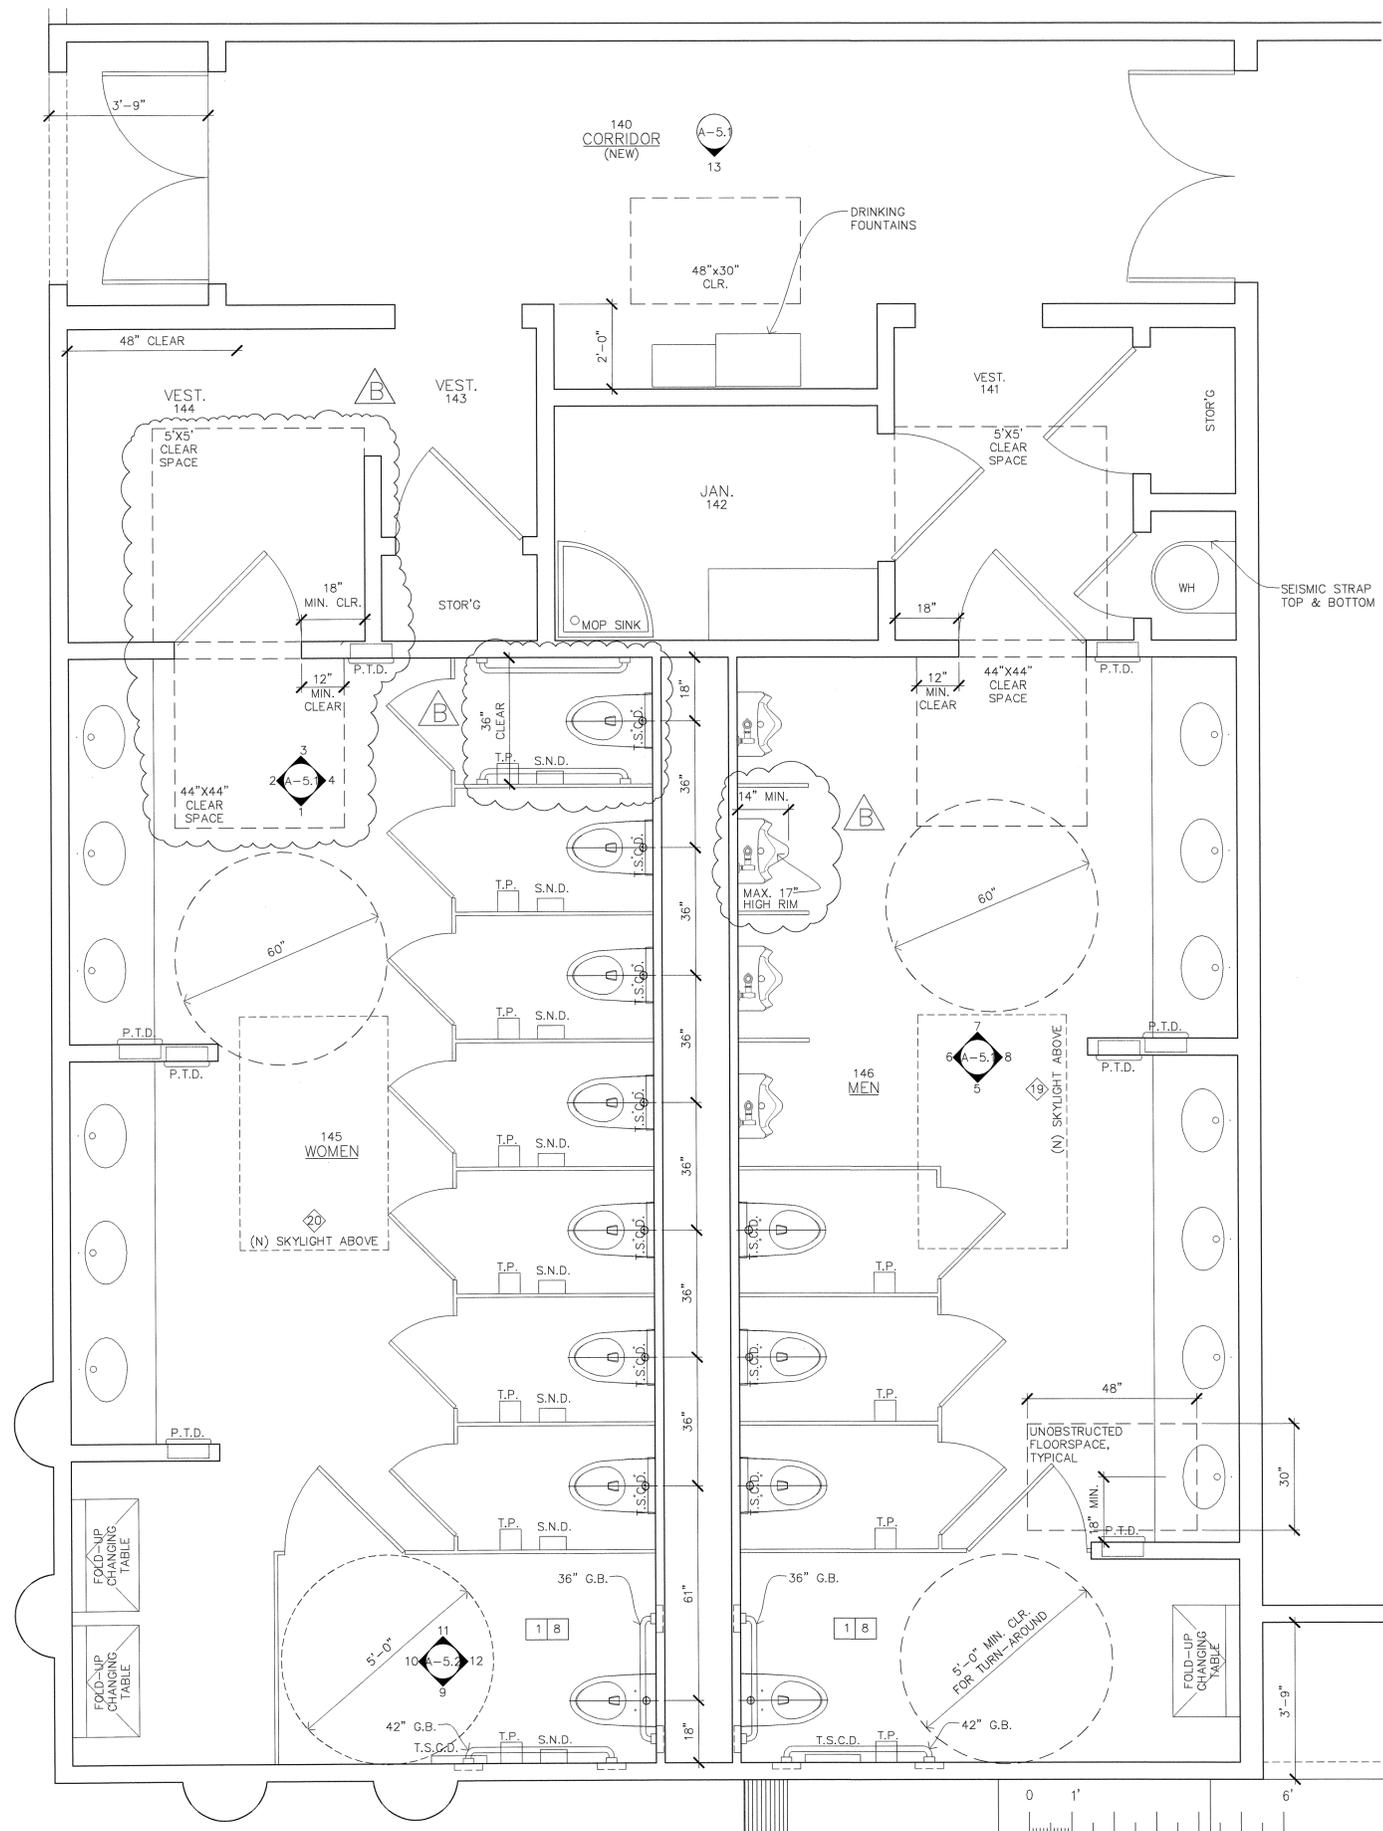 3'-9"
140
CORRIDOR
(NEW)
A-5.1
13
DRINKING
FOUNTAINS
48"x30"
CLR.
2'-0"
48" CLEAR
VEST.
144
B
VEST.
143
VEST.
141
STOR'G
5'X5'
CLEAR
SPACE
5'X5'
CLEAR
SPACE
JAN.
142
18"
MIN. CLR.
STOR'G
MOP SINK
18"
WH
SEISMIC STRAP
TOP & BOTTOM
P.T.D.
P.T.D.
12"
MIN.
CLEAR
B
36"
CLEAR
T.P.
S.N.D.
T.S.C.D.
18"
12"
MIN.
CLEAR
44"X44"
CLEAR
SPACE
3
2
A-5.1
4
1
44"X44"
CLEAR
SPACE
36"
14" MIN.
B
MAX. 17"
HIGH RIM
T.S.C.D.
T.P.
S.N.D.
60"
60"
36"
T.S.C.D.
T.P.
S.N.D.
P.T.D.
P.T.D.
36"
7
6
A-5.1
8
5
19
(N) SKYLIGHT ABOVE
P.T.D.
P.T.D.
146
MEN
145
WOMEN
T.S.C.D.
T.P.
S.N.D.
36"
20
(N) SKYLIGHT ABOVE
T.S.C.D.
T.S.C.D.
T.P.
S.N.D.
T.P.
36"
T.S.C.D.
T.S.C.D.
T.P.
S.N.D.
T.P.
36"
48"
UNOBSTRUCTED
FLOORSPACE,
TYPICAL
30"
18" MIN.
P.T.D.
P.T.D.
T.S.C.D.
T.S.C.D.
T.P.
S.N.D.
T.P.
FOLD-UP
CHANGING
TABLE
FOLD-UP
CHANGING
TABLE
36" G.B.
61"
36" G.B.
1 8
1 8
5'-0"
11
10
A-5.2
12
9
5'-0" MIN. CLR.
FOR TURN-AROUND
FOLD-UP
CHANGING
TABLE
3'-9"
42" G.B.
T.S.C.D.
T.P.
S.N.D.
18"
T.S.C.D.
T.P.
42" G.B.
0 1' 6'